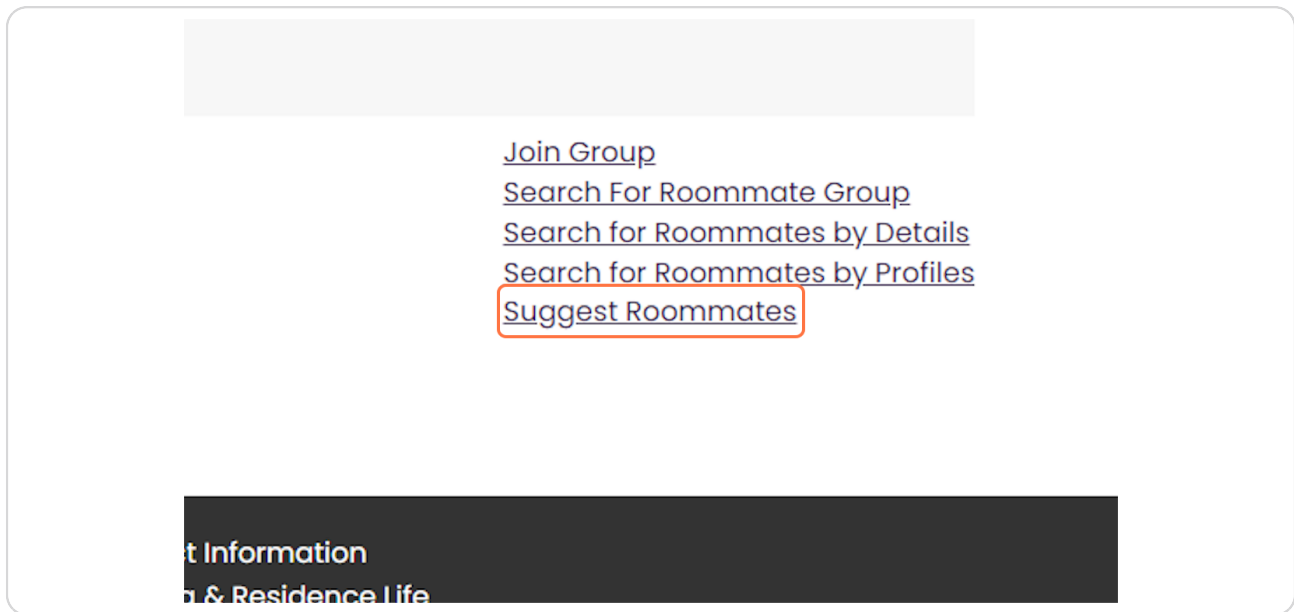 Join Group
Search For Roommate Group
Search for Roommates by Details
Search for Roommates by Profiles
Suggest Roommates
t Information
& Residence Life